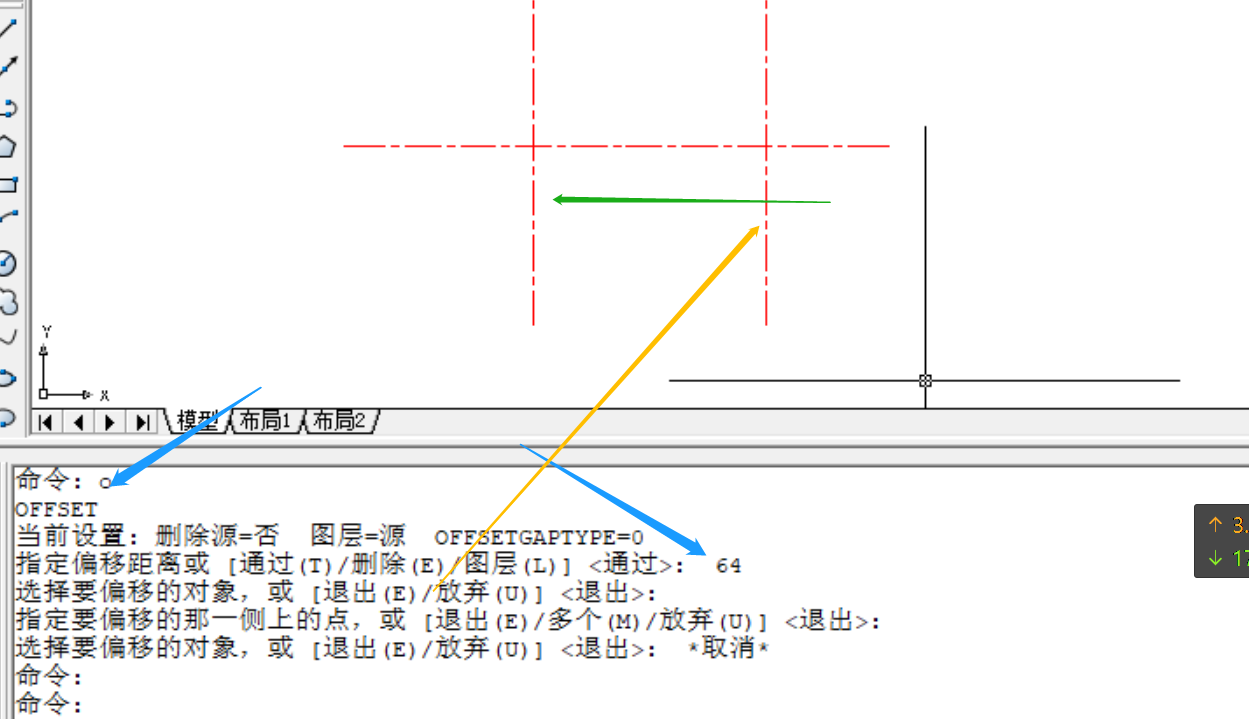 Y
X
模型 布局1 布局2
命令: o
OFFSET
当前设置: 删除源=否 图层=源 OFFSETGAPTYPE=0
指定偏移距离或 [通过(T)/删除(E)/图层(L)] <通过>: 64
选择要偏移的对象，或 [退出(E)/放弃(U)] <退出>:
指定要偏移的那一侧上的点，或 [退出(E)/多个(M)/放弃(U)] <退出>:
选择要偏移的对象，或 [退出(E)/放弃(U)] <退出>: *取消*
命令:
命令:
↑ 3.
↓ 17